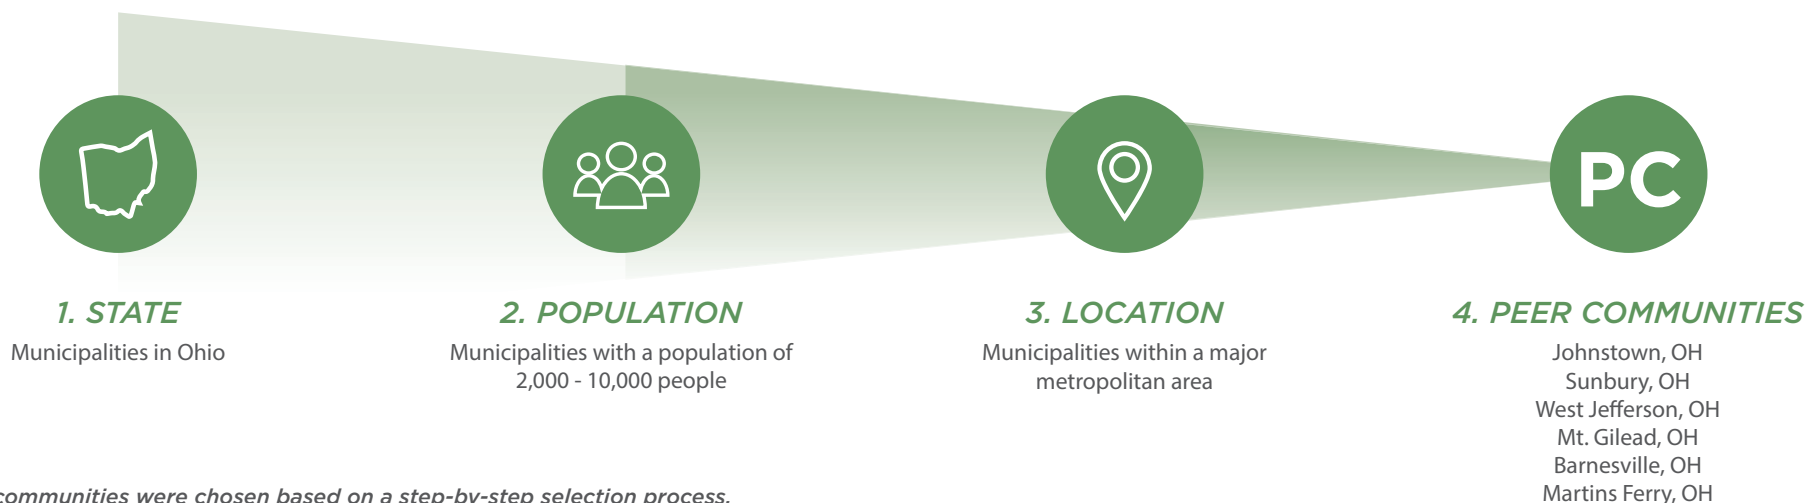 PC
1. STATE
Municipalities in Ohio
2. POPULATION
Municipalities with a population of
2,000 - 10,000 people
3. LOCATION
Municipalities within a major
metropolitan area
4. PEER COMMUNITIES
Johnstown, OH
Sunbury, OH
West Jefferson, OH
Mt. Gilead, OH
Barnesville, OH
Martins Ferry, OH
communities were chosen based on a step-by-step selection process.